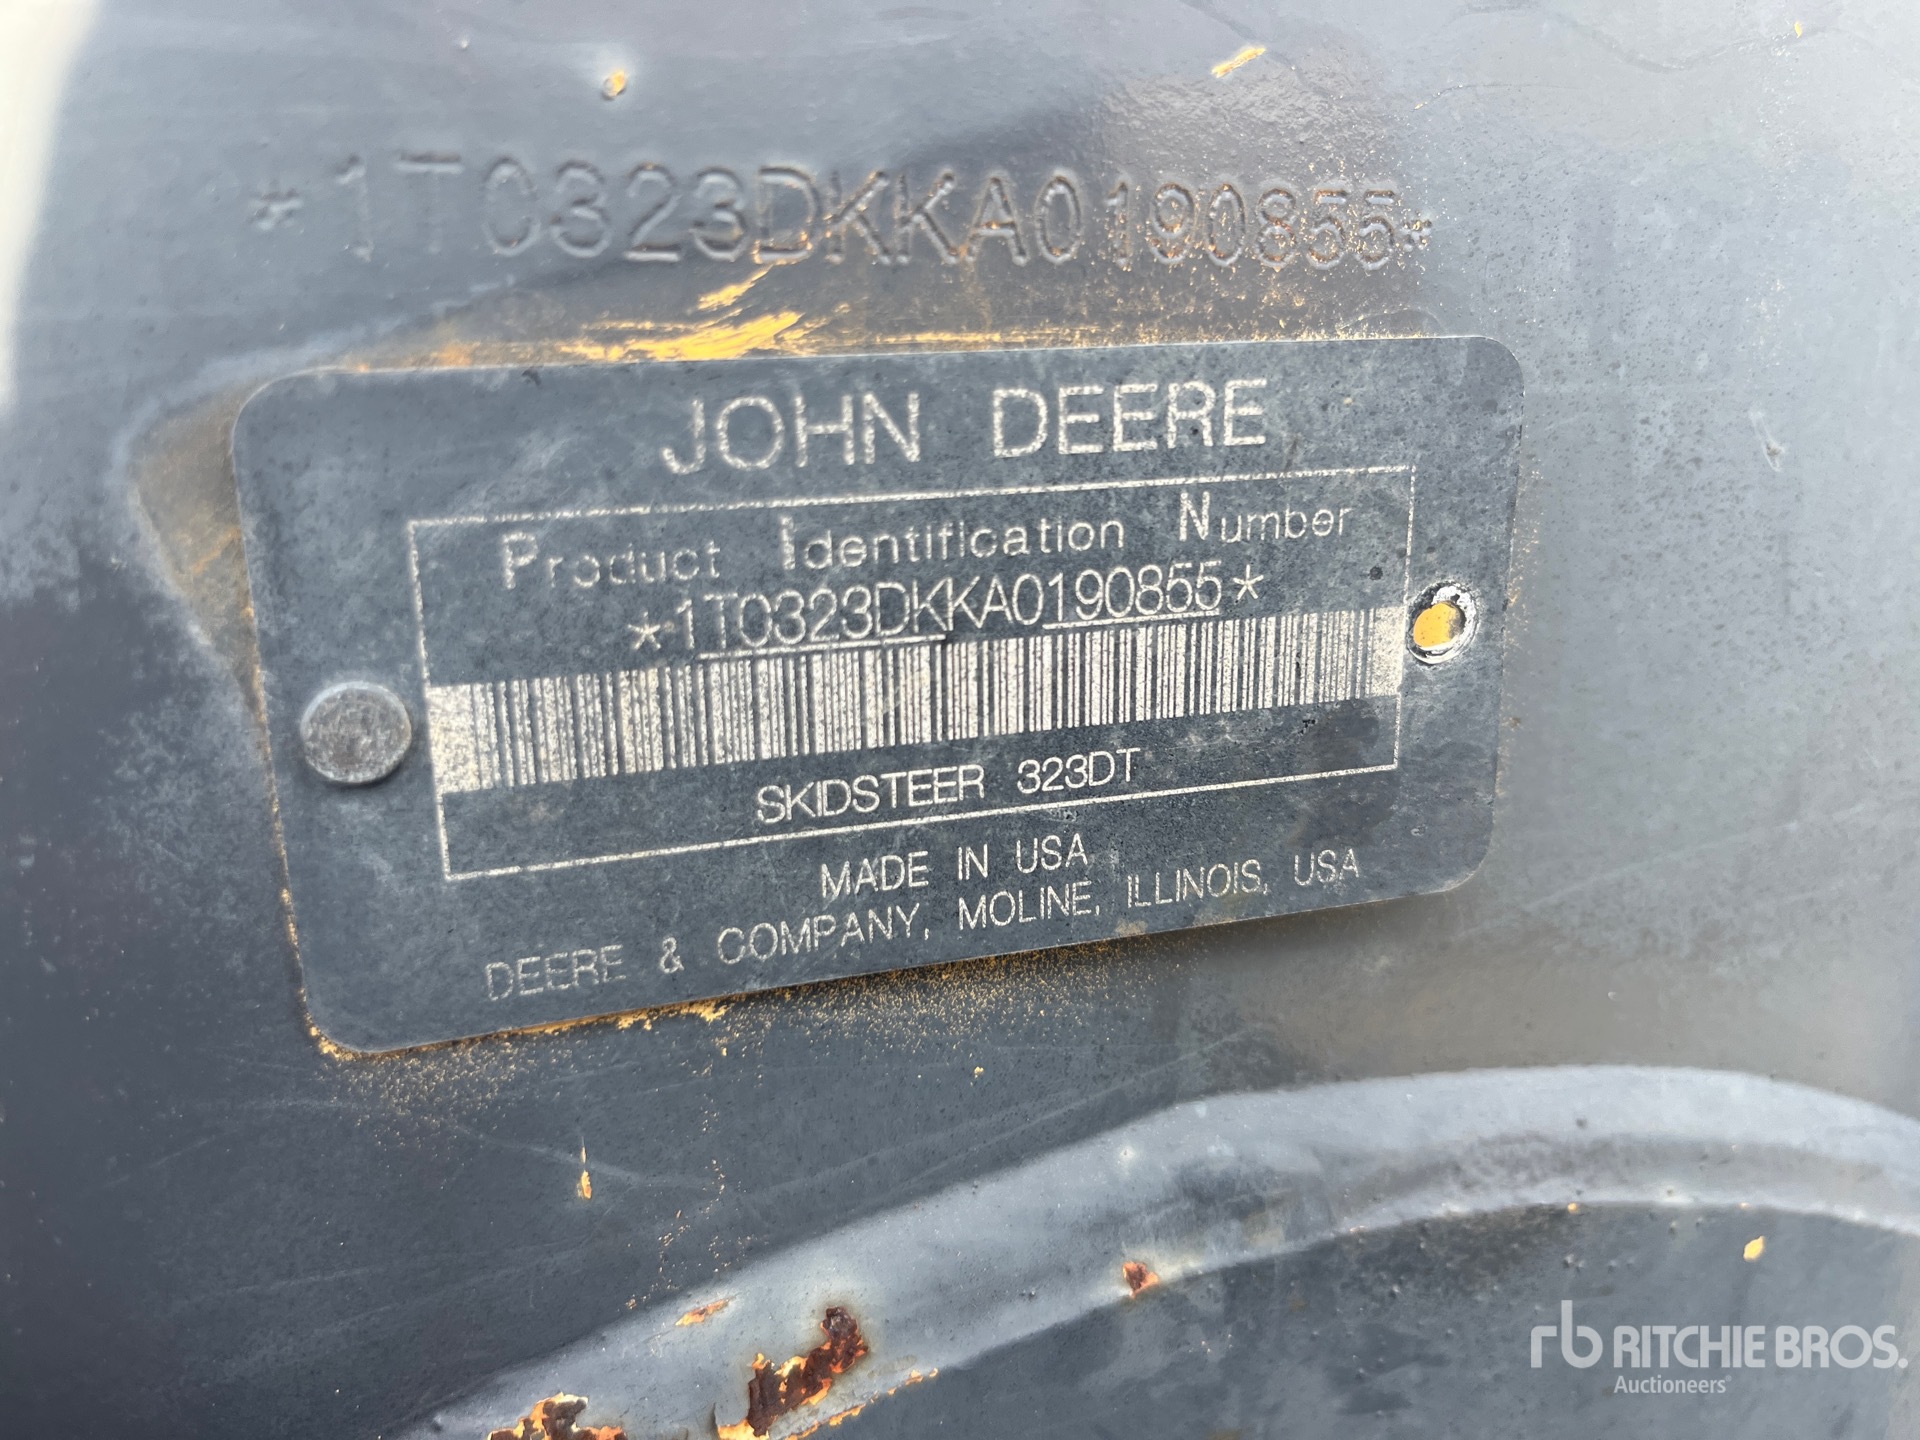 *1T0323DKKA0190855*
JOHN DEERE
Product Identification Number
*1T0323DKKA0190855*
SKIDSTEER 323DT
MADE IN USA
DEERE & COMPANY, MOLINE, ILLINOIS, USA
rb RITCHIE BROS.
Auctioneers